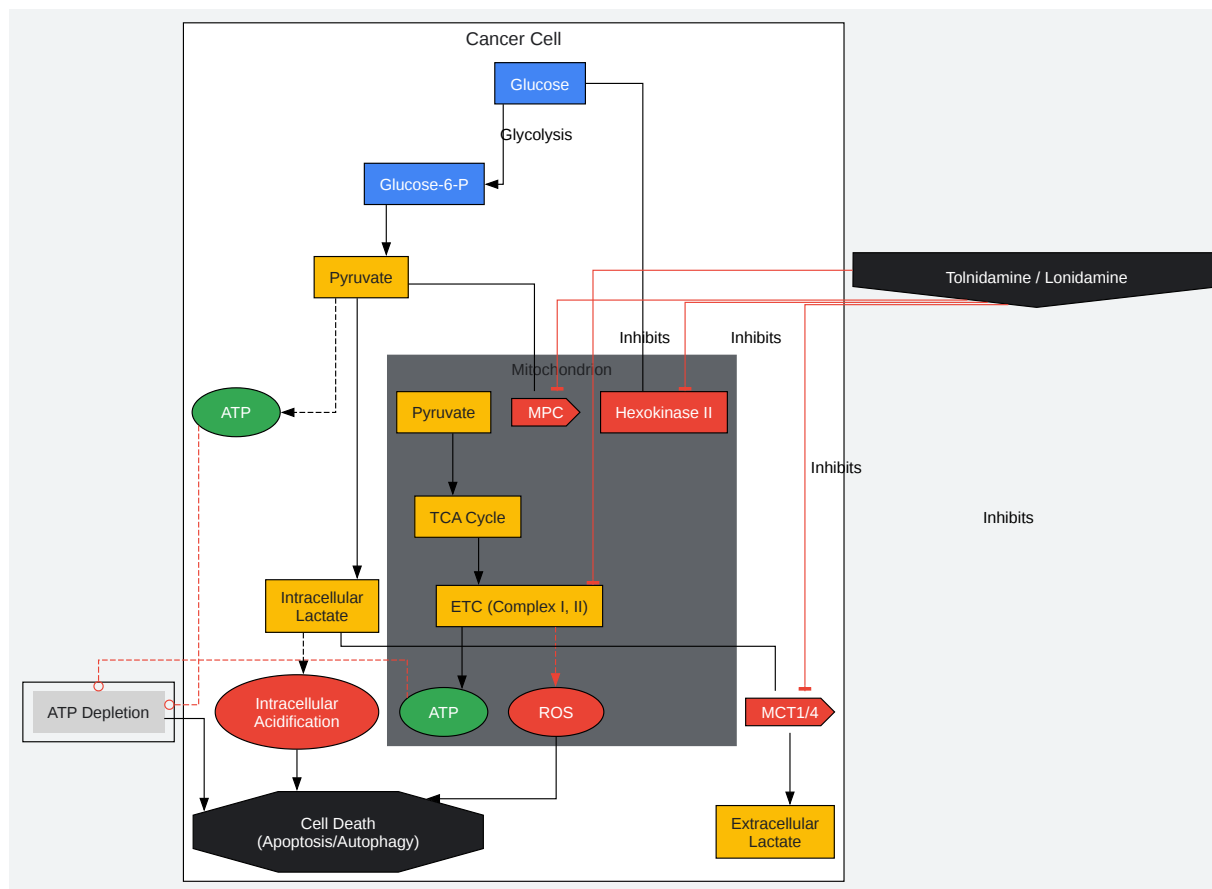 Cancer Cell
Glucose
Glycolysis
Glucose-6-P
Pyruvate
Tolnidamine / Lonidamine
Inhibits
Inhibits
Mitochondrion
ATP
Pyruvate
MPC
Hexokinase II
Inhibits
TCA Cycle
Inhibits
Intracellular
Lactate
ETC (Complex I, II)
ATP Depletion
Intracellular
Acidification
ATP
ROS
MCT1/4
Cell Death
(Apoptosis/Autophagy)
Extracellular
Lactate